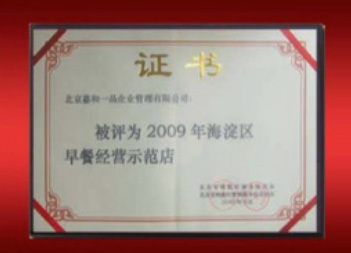 证书
北京嘉和一品企业管理有限公司:
被评为2009年海淀区
早餐经营示范店